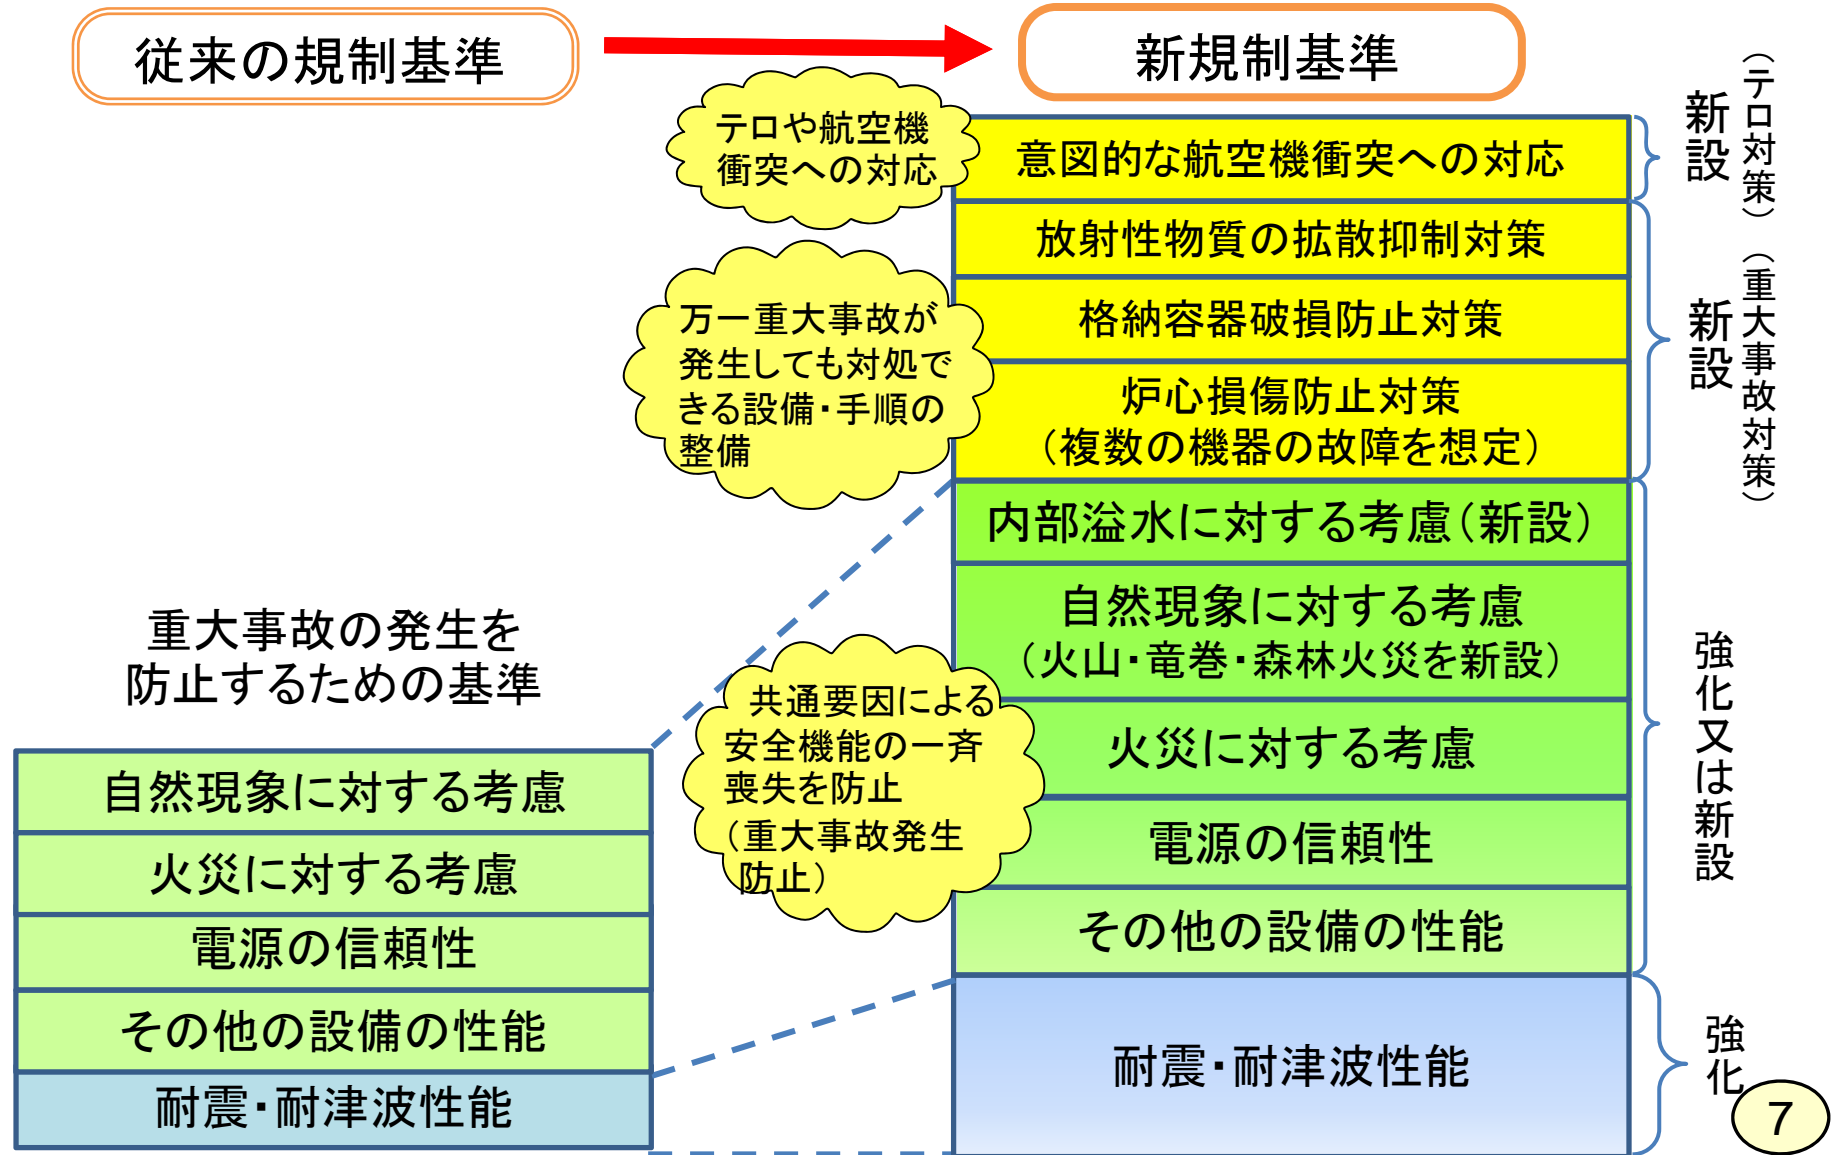 従来の規制基準
新規制基準
テロや航空機
衝突への対応
万一重大事故が
発生しても対処で
きる設備・手順の
整備
共通要因による
安全機能の一斉
喪失を防止
（重大事故発生
防止）
重大事故の発生を
防止するための基準
自然現象に対する考慮
火災に対する考慮
電源の信頼性
その他の設備の性能
耐震・耐津波性能
意図的な航空機衝突への対応
放射性物質の拡散抑制対策
格納容器破損防止対策
炉心損傷防止対策
（複数の機器の故障を想定）
内部溢水に対する考慮（新設）
自然現象に対する考慮
（火山・竜巻・森林火災を新設）
火災に対する考慮
電源の信頼性
その他の設備の性能
耐震・耐津波性能
新設
（テロ対策）
新設
（重大事故対策）
強化又は新設
強化
7